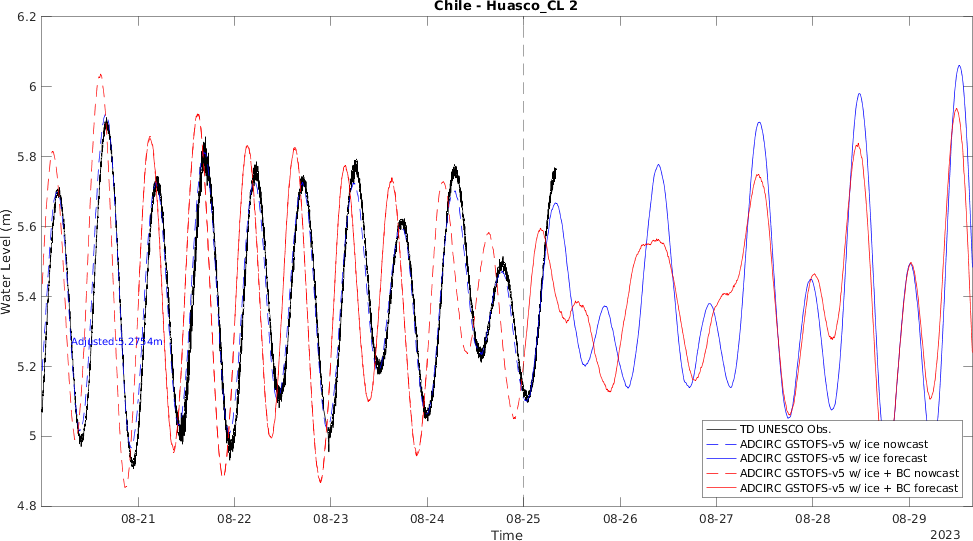 Chile - Huasco_CL 2
6.2
6
5.8
5.6
5.4
5.2
5
4.8
Water Level (m)
Adjusted:5.2754m
TD UNESCO Obs.
ADCIRC GSTOFS-v5 w/ ice nowcast
ADCIRC GSTOFS-v5 w/ ice forecast
ADCIRC GSTOFS-v5 w/ ice + BC nowcast
ADCIRC GSTOFS-v5 w/ ice + BC forecast
08-21 08-22 08-23 08-24 08-25 08-26 08-27 08-28 08-29
Time
2023